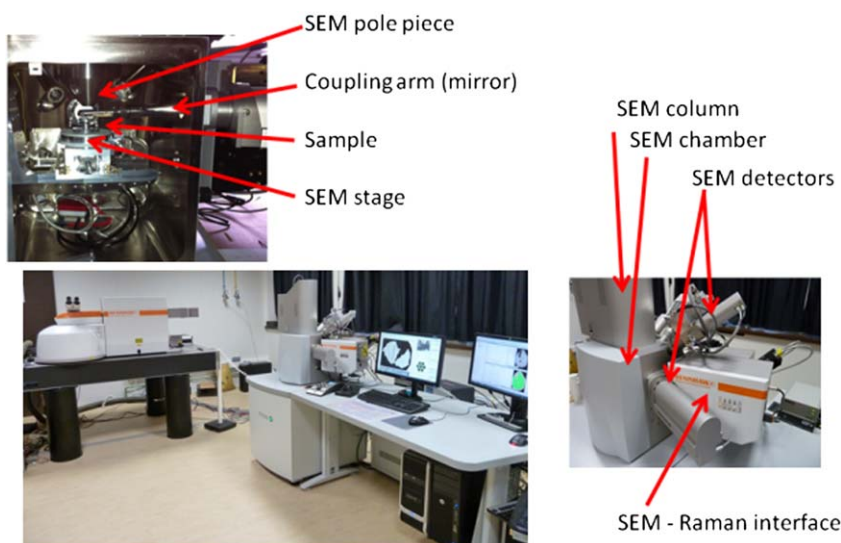 SEM pole piece
Coupling arm (mirror)
Sample
SEM stage
SEM column
SEM chamber
SEM detectors
SEM - Raman interface